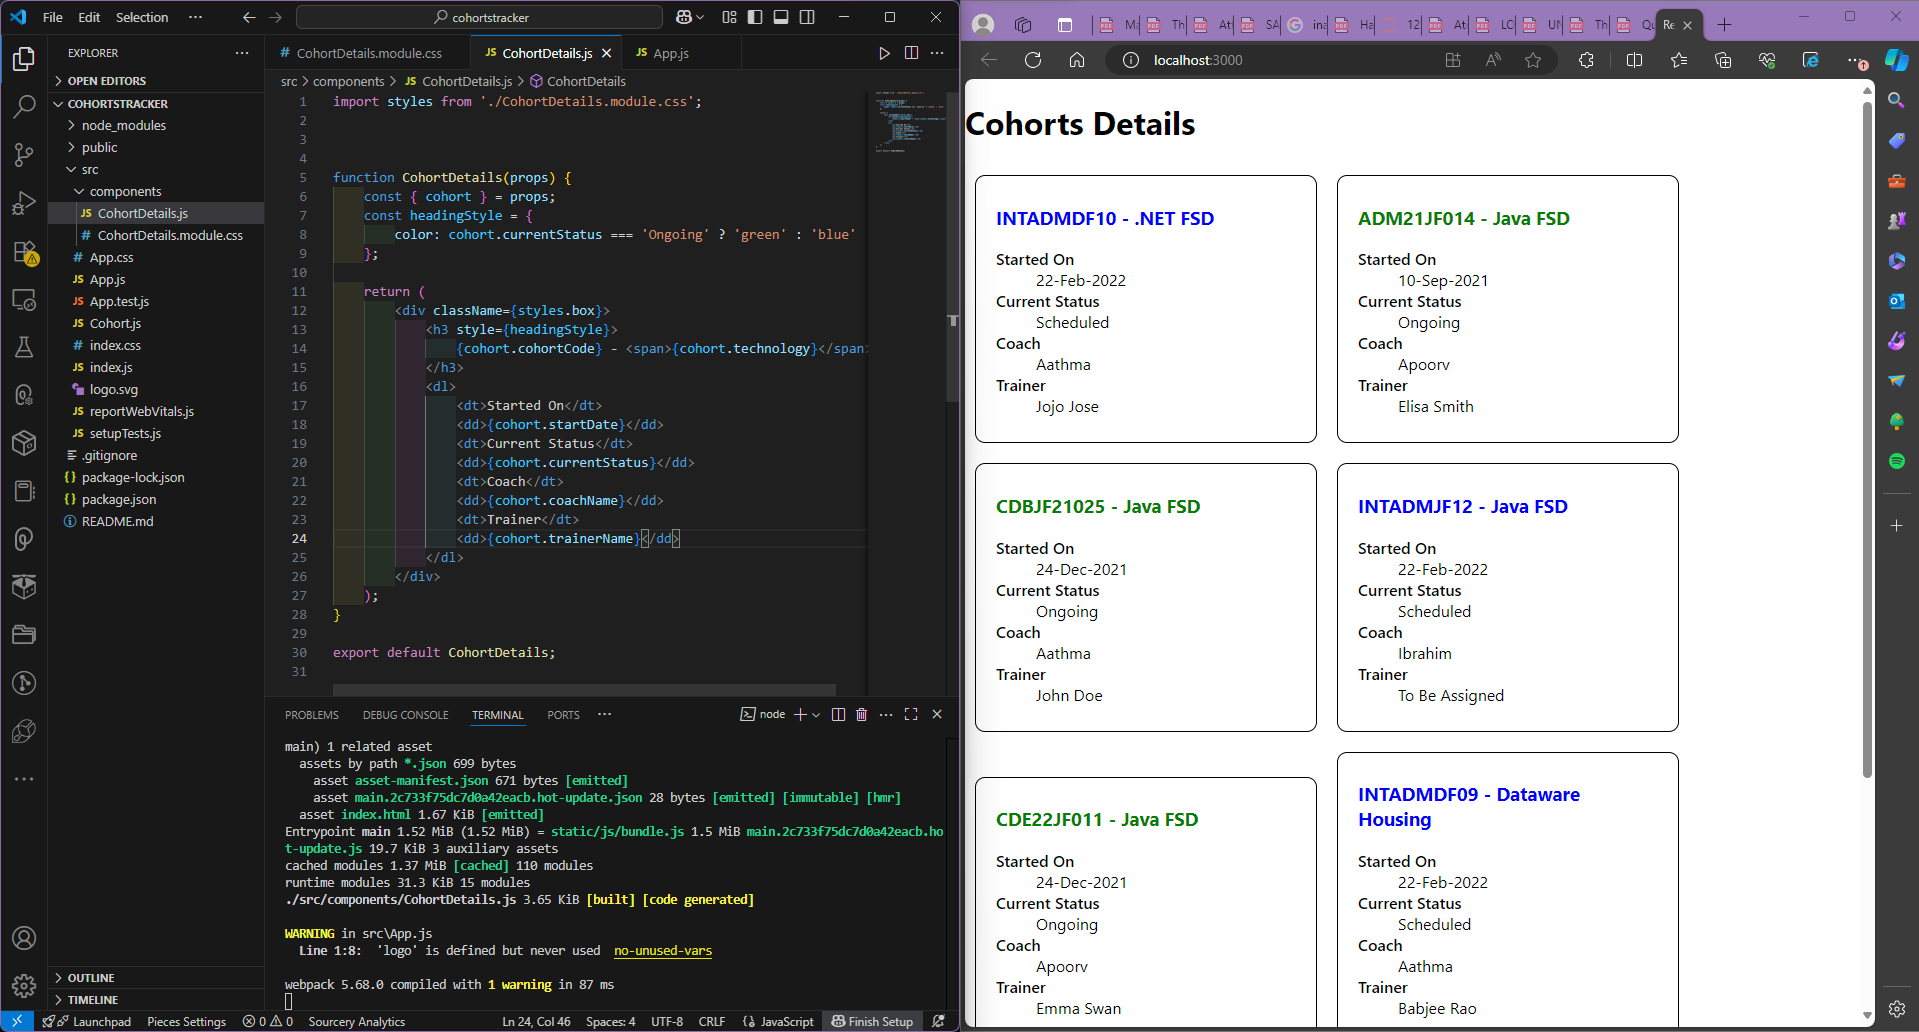 File Edit Selection ···
cohortstracker
EXPLORER
OPEN EDITORS
COHORTSTRACKER
node_modules
public
src
components
JS CohortDetails.js
# CohortDetails.module.css
# App.css
JS App.js
JS App.test.js
JS Cohort.js
# index.css
JS index.js
logo.svg
JS reportWebVitals.js
JS setupTests.js
.gitignore
{} package-lock.json
{} package.json
README.md
OUTLINE
TIMELINE
# CohortDetails.module.css JS CohortDetails.js JS App.js
src > components > JS CohortDetails.js > CohortDetails
1 import styles from './CohortDetails.module.css';
2
3
4
5 function CohortDetails(props) {
6 const { cohort } = props;
7 const headingStyle = {
8 color: cohort.currentStatus === 'Ongoing' ? 'green' : 'blue'
9 };
10
11 return (
12 <div className={styles.box}>
13 <h3 style={headingStyle}>
14 {cohort.cohortCode} - <span>{cohort.technology}</span>
15 </h3>
16 <dl>
17 <dt>Started On</dt>
18 <dd>{cohort.startDate}</dd>
19 <dt>Current Status</dt>
20 <dd>{cohort.currentStatus}</dd>
21 <dt>Coach</dt>
22 <dd>{cohort.coachName}</dd>
23 <dt>Trainer</dt>
24 <dd>{cohort.trainerName}</dd>
25 </dl>
26 </div>
27 );
28 }
29
30 export default CohortDetails;
31
PROBLEMS DEBUG CONSOLE TERMINAL PORTS ··· node
main) 1 related asset
assets by path *.json 699 bytes
asset asset-manifest.json 671 bytes [emitted]
asset main.2c733f75dc7d0a42eacb.hot-update.json 28 bytes [emitted] [immutable] [hmr]
asset index.html 1.67 KiB [emitted]
Entrypoint main 1.52 MiB (1.52 MiB) = static/js/bundle.js 1.5 MiB main.2c733f75dc7d0a42eacb.ho
t-update.js 19.7 KiB 3 auxiliary assets
cached modules 1.37 MiB [cached] 110 modules
runtime modules 31.3 KiB 15 modules
./src/components/CohortDetails.js 3.65 KiB [built] [code generated]
WARNING in src\App.js
Line 1:8: 'logo' is defined but never used no-unused-vars
webpack 5.68.0 compiled with 1 warning in 87 ms
Launchpad Pieces Settings 0 0 Sourcery Analytics Ln 24, Col 46 Spaces: 4 UTF-8 CRLF {} JavaScript Finish Setup
localhost:3000
Cohorts Details
INTADMDF10 - .NET FSD
Started On
22-Feb-2022
Current Status
Scheduled
Coach
Aathma
Trainer
Jojo Jose
ADM21JF014 - Java FSD
Started On
10-Sep-2021
Current Status
Ongoing
Coach
Apoorv
Trainer
Elisa Smith
CDBJF21025 - Java FSD
Started On
24-Dec-2021
Current Status
Ongoing
Coach
Aathma
Trainer
John Doe
INTADMJF12 - Java FSD
Started On
22-Feb-2022
Current Status
Scheduled
Coach
Ibrahim
Trainer
To Be Assigned
CDE22JF011 - Java FSD
Started On
24-Dec-2021
Current Status
Ongoing
Coach
Apoorv
Trainer
Emma Swan
INTADMDF09 - Dataware
Housing
Started On
22-Feb-2022
Current Status
Scheduled
Coach
Aathma
Trainer
Babjee Rao